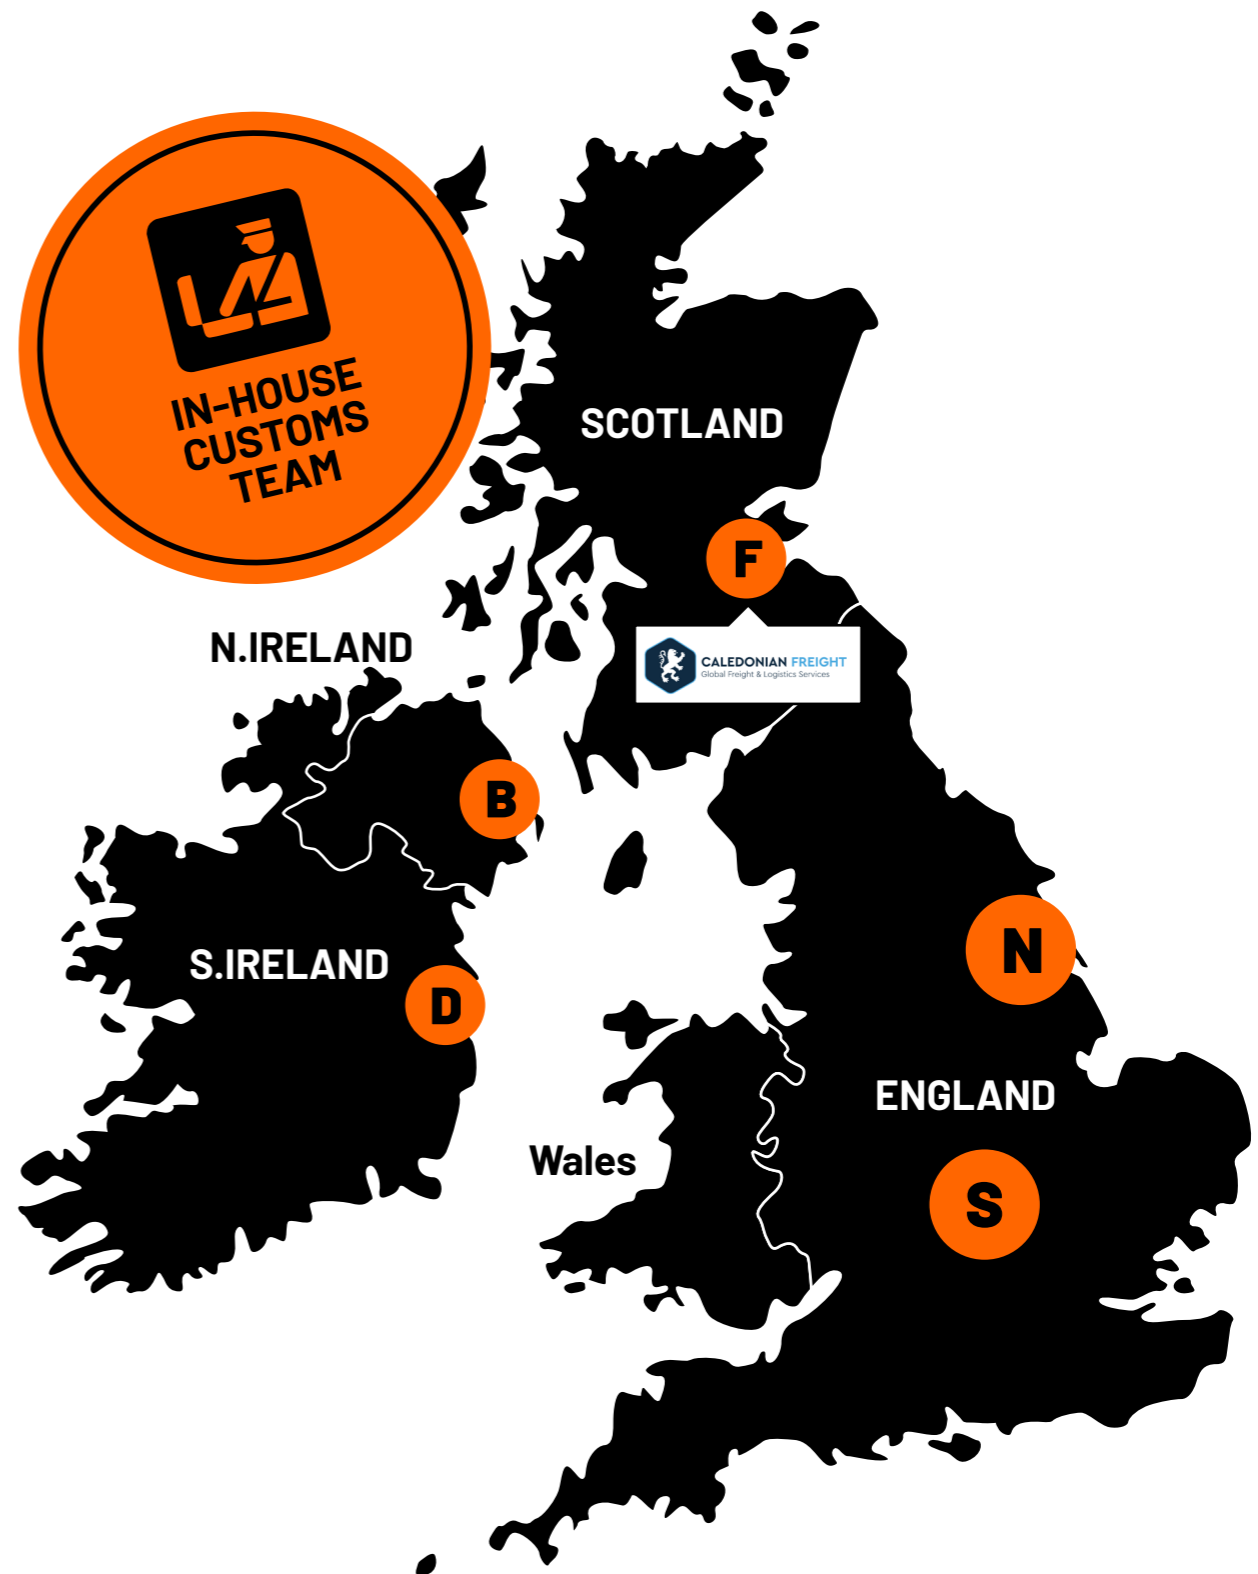 IN-HOUSE
CUSTOMS
TEAM
SCOTLAND
F
CALEDONIAN FREIGHT
Global Freight & Logistics Services
N.IRELAND
B
S.IRELAND
D
N
ENGLAND
Wales
S